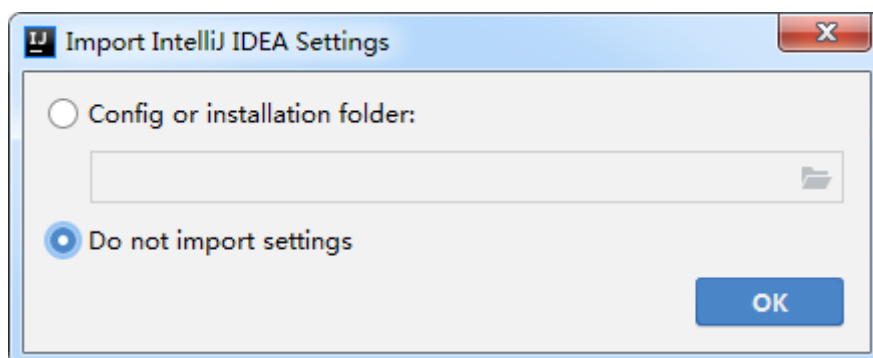 IJ Import IntelliJ IDEA Settings
Config or installation folder:
Do not import settings
OK